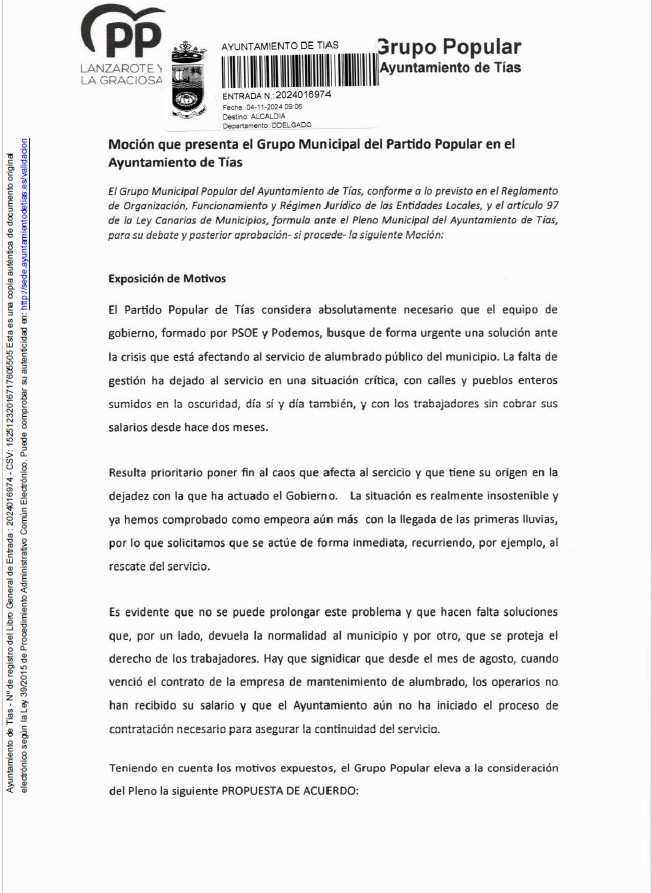 PP
LANZAROTE Y
LA GRACIOSA
AYUNTAMIENTO DE TIAS
ENTRADA N.:2024016974
Fecha: 04-11-2024 09:06
Destino: ALCALDIA
Departamento: DDELGADO
Grupo Popular
Ayuntamiento de Tías
Moción que presenta el Grupo Municipal del Partido Popular en el
Ayuntamiento de Tías
El Grupo Municipal Popular del Ayuntamiento de Tías, conforme a lo previsto en el Reglamento
de Organización, Funcionamiento y Régimen Jurídico de las Entidades Locales, y el artículo 97
de la Ley Canarias de Municipios, formula ante el Pleno Municipal del Ayuntamiento de Tías,
para su debate y posterior aprobación- si procede- la siguiente Moción:
Exposición de Motivos
El Partido Popular de Tías considera absolutamente necesario que el equipo de
gobierno, formado por PSOE y Podemos, busque de forma urgente una solución ante
la crisis que está afectando al servicio de alumbrado público del municipio. La falta de
gestión ha dejado al servicio en una situación crítica, con calles y pueblos enteros
sumidos en la oscuridad, día sí y día también, y con los trabajadores sin cobrar sus
salarios desde hace dos meses.
Resulta prioritario poner fin al caos que afecta al sercicio y que tiene su origen en la
dejadez con la que ha actuado el Gobierno. La situación es realmente insostenible y
ya hemos comprobado como empeora aún más con la llegada de las primeras lluvias,
por lo que solicitamos que se actúe de forma inmediata, recurriendo, por ejemplo, al
rescate del servicio.
Es evidente que no se puede prolongar este problema y que hacen falta soluciones
que, por un lado, devuela la normalidad al municipio y por otro, que se proteja el
derecho de los trabajadores. Hay que signidicar que desde el mes de agosto, cuando
venció el contrato de la empresa de mantenimiento de alumbrado, los operarios no
han recibido su salario y que el Ayuntamiento aún no ha iniciado el proceso de
contratación necesario para asegurar la continuidad del servicio.
Teniendo en cuenta los motivos expuestos, el Grupo Popular eleva a la consideración
del Pleno la siguiente PROPUESTA DE ACUERDO:
Ayuntamiento de Tías - Nº de registro del Libro General de Entrada : 2024016974 - CSV: 15251232016717605505 Esta es una copia auténtica de documento original
electrónico según la Ley 39/2015 de Procedimiento Administrativo Común Electrónico. Puede comprobar su autenticidad en: http://sede.ayuntamientodetias.es/validacion